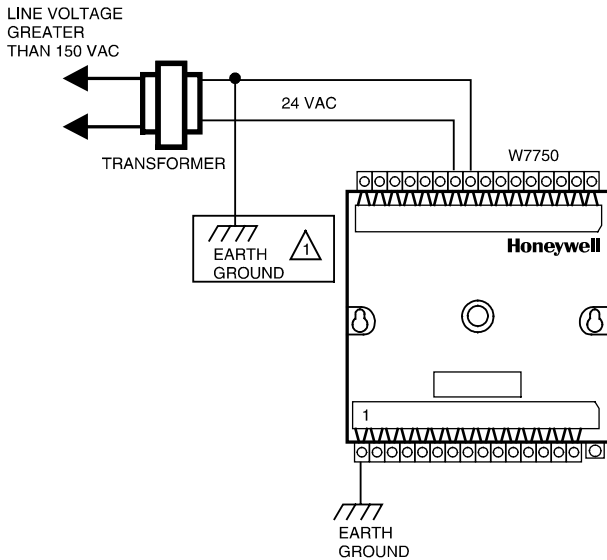 LINE VOLTAGE
GREATER
THAN 150 VAC
24 VAC
TRANSFORMER
W7750
EARTH
GROUND
1
Honeywell
1
EARTH
GROUND